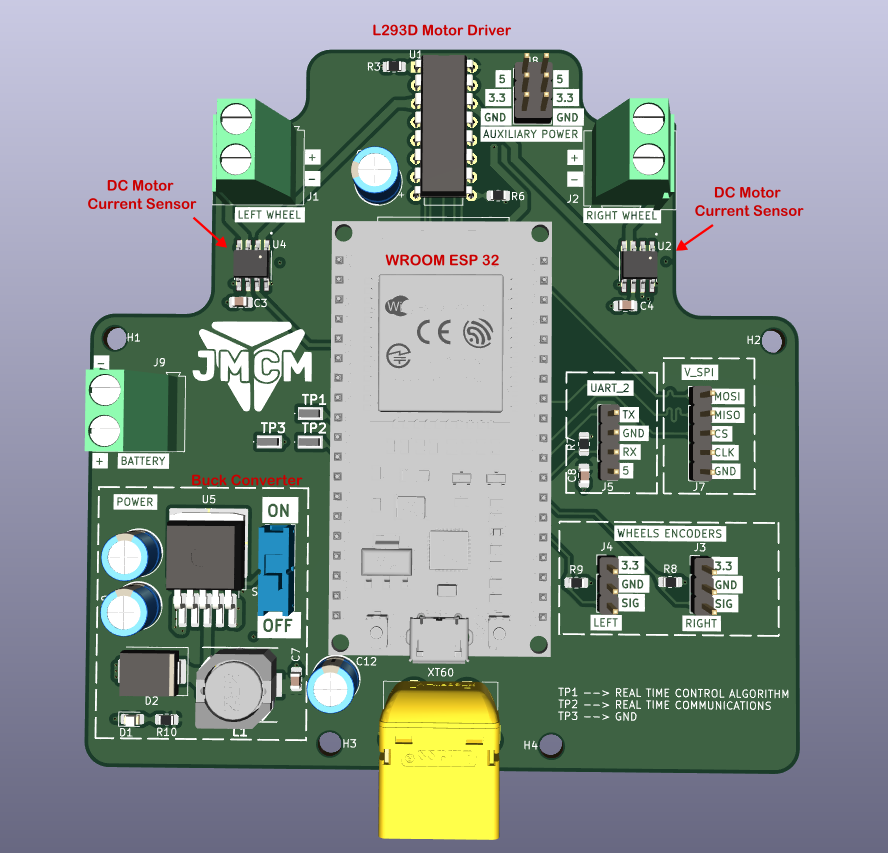 L293D Motor Driver
U1
R3
J8
5
5
3.3
3.3
GND
GND
AUXILIARY POWER
+
-
J1
LEFT WHEEL
+
R6
+
-
J2
RIGHT WHEEL
DC Motor
Current Sensor
DC Motor
Current Sensor
U4
C3
U2
C4
WROOM ESP 32
CE
H1
JMCM
H2
-
J9
+
BATTERY
TP1
TP3
TP2
UART_2
TX
GND
RX
5
R7
C8
J5
V_SPI
MOSI
MISO
CS
CLK
GND
J7
Buck Converter
POWER
U5
ON
S
OFF
D2
L1
C7
D1
R10
C12
WHEELS ENCODERS
J4
R9
3.3
GND
SIG
LEFT
J3
R8
3.3
GND
SIG
RIGHT
XT60
H3
H4
TP1 --> REAL TIME CONTROL ALGORITHM
TP2 --> REAL TIME COMMUNICATIONS
TP3 --> GND